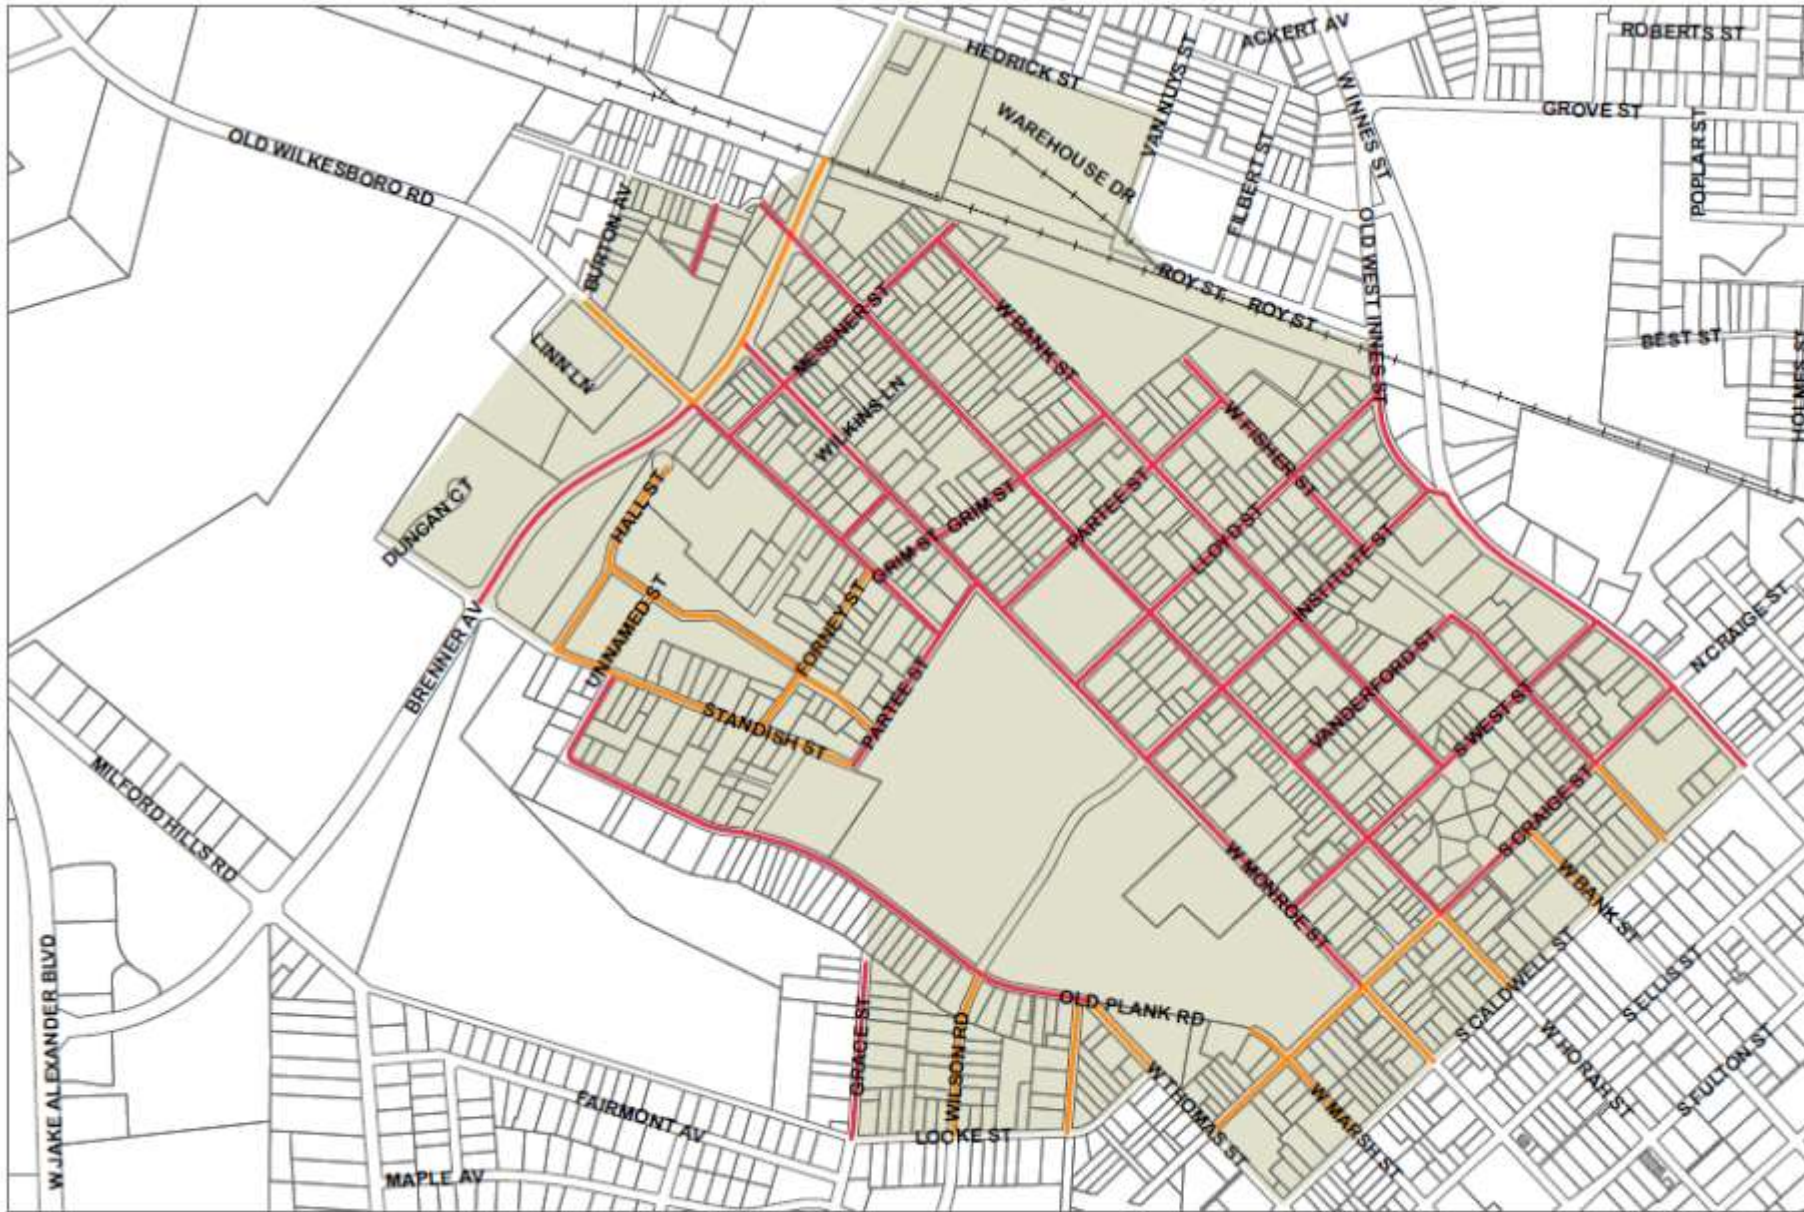 ACKERT AV
ROBERTS ST
HEDRICK ST
VAN NUYS ST
W INNES ST
GROVE ST
WAREHOUSE DR
POPLAR ST
OLD WILKESBORO RD
FILBERT ST
BURTON AV
OLD WEST INNES ST
ROY ST
ROY ST
MESSNER ST
W BANK ST
BEST ST
HOLMES ST
LINN LN
WILKINS LN
W FISHER ST
DUNCAN CT
HALL ST
GRIM ST
GRIM ST
PARTEE ST
LLOYD ST
INSTITUTE ST
UNNAMED ST
FORNEY ST
N CRAIGE ST
BRENNER AV
PARTEE ST
VANDERFORD ST
S WEST ST
STANDISH ST
MILFORD HILLS RD
S CRAIGE ST
W MONROE ST
W BANK ST
W JAKE ALEXANDER BLVD
S CALDWELL ST
S ELLIS ST
OLD PLANK RD
GRACE ST
WILSON RD
W HORAH ST
S FULTON ST
FAIRMONT AV
LOCKE ST
W THOMAS ST
W MARSH ST
MAPLE AV